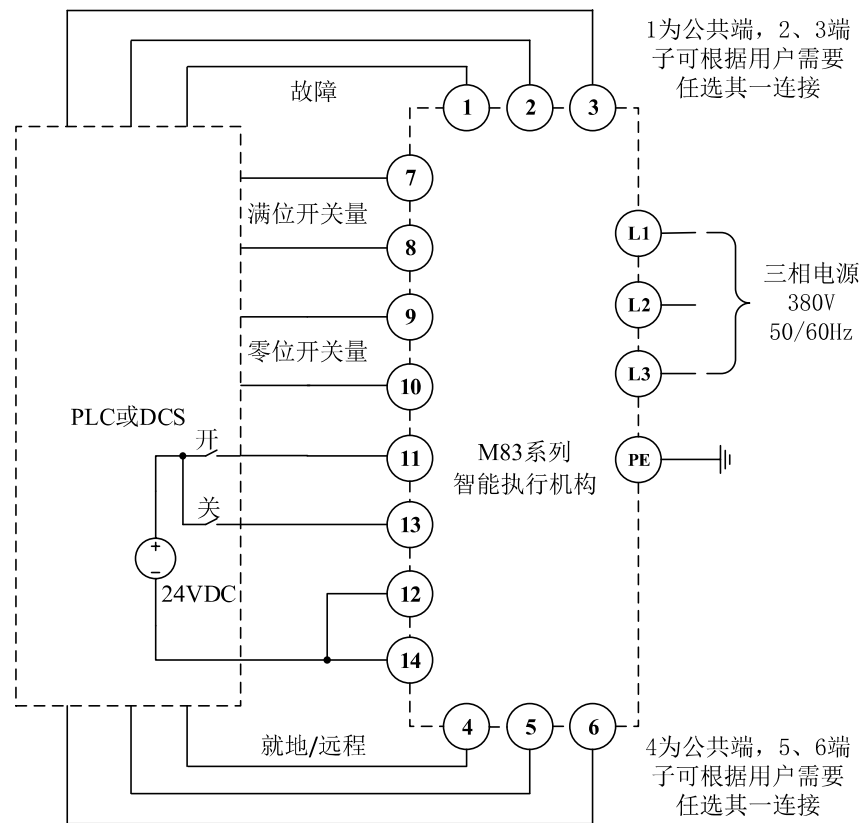 1为公共端，2、3端
子可根据用户需要
任选其一连接
故障
1
2
3
7
满位开关量
8
L1
三相电源
380V
50/60Hz
L2
9
零位开关量
L3
10
PLC或DCS
开
11
M83系列
智能执行机构
PE
关
13
+
−
24VDC
12
14
4
5
6
就地/远程
4为公共端，5、6端
子可根据用户需要
任选其一连接